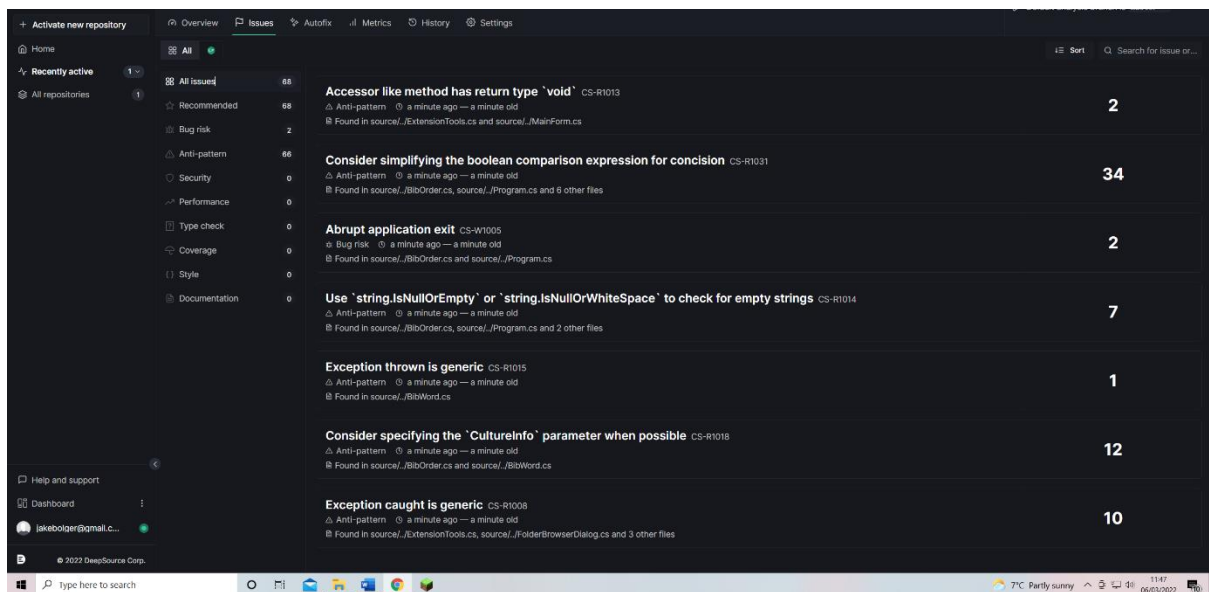 + Activate new repository
Overview Issues Autofix Metrics History Settings
Home
All
Sort Search for issue or...
Recently active 1
All repositories 1
All issues 68
Recommended 68
Bug risk 2
Anti-pattern 66
Security 0
Performance 0
Type check 0
Coverage 0
Style 0
Documentation 0
Accessor like method has return type `void` CS-R1013
Anti-pattern a minute ago — a minute old
Found in source/../ExtensionTools.cs and source/../MainForm.cs
2
Consider simplifying the boolean comparison expression for concision CS-R1031
Anti-pattern a minute ago — a minute old
Found in source/../BibOrder.cs, source/../Program.cs and 6 other files
34
Abrupt application exit CS-W1005
Bug risk a minute ago — a minute old
Found in source/../BibOrder.cs and source/../Program.cs
2
Use `string.IsNullOrEmpty` or `string.IsNullOrWhiteSpace` to check for empty strings CS-R1014
Anti-pattern a minute ago — a minute old
Found in source/../BibOrder.cs, source/../Program.cs and 2 other files
7
Exception thrown is generic CS-R1015
Anti-pattern a minute ago — a minute old
Found in source/../BibWord.cs
1
Consider specifying the `CultureInfo` parameter when possible CS-R1018
Anti-pattern a minute ago — a minute old
Found in source/../BibOrder.cs and source/../BibWord.cs
12
Exception caught is generic CS-R1008
Anti-pattern a minute ago — a minute old
Found in source/../ExtensionTools.cs, source/../FolderBrowserDialog.cs and 3 other files
10
Help and support
Dashboard
jakebolger@gmail.c...
© 2022 DeepSource Corp.
Type here to search
7°C Partly sunny
11:47
06/03/2022